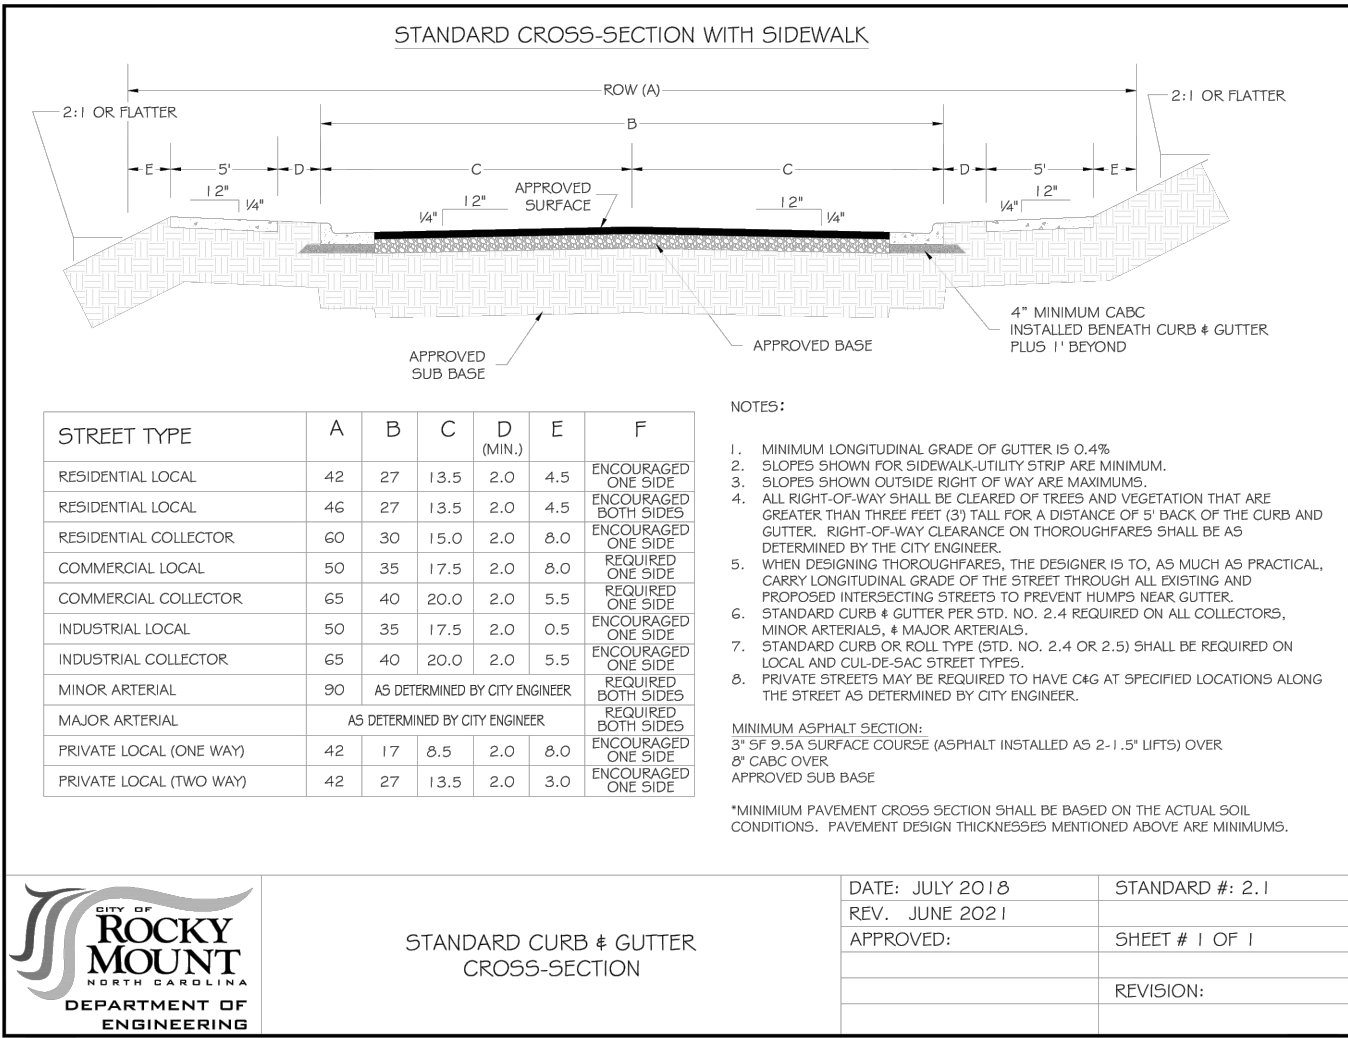 STANDARD CROSS-SECTION WITH SIDEWALK
ROW (A)
2:1 OR FLATTER
2:1 OR FLATTER
B
E
5'
D
C
C
D
5'
E
12"
1/4"
12"
1/4"
APPROVED
SURFACE
12"
1/4"
12"
1/4"
4" MINIMUM CABC
INSTALLED BENEATH CURB & GUTTER
PLUS 1' BEYOND
APPROVED BASE
APPROVED
SUB BASE
STREET TYPE A B C D (MIN.) E F
RESIDENTIAL LOCAL 42 27 13.5 2.0 4.5 ENCOURAGED ONE SIDE
RESIDENTIAL LOCAL 46 27 13.5 2.0 4.5 ENCOURAGED BOTH SIDES
RESIDENTIAL COLLECTOR 60 30 15.0 2.0 8.0 ENCOURAGED ONE SIDE
COMMERCIAL LOCAL 50 35 17.5 2.0 8.0 REQUIRED ONE SIDE
COMMERCIAL COLLECTOR 65 40 20.0 2.0 5.5 REQUIRED ONE SIDE
INDUSTRIAL LOCAL 50 35 17.5 2.0 0.5 ENCOURAGED ONE SIDE
INDUSTRIAL COLLECTOR 65 40 20.0 2.0 5.5 ENCOURAGED ONE SIDE
MINOR ARTERIAL 90 AS DETERMINED BY CITY ENGINEER REQUIRED BOTH SIDES
MAJOR ARTERIAL AS DETERMINED BY CITY ENGINEER REQUIRED BOTH SIDES
PRIVATE LOCAL (ONE WAY) 42 17 8.5 2.0 8.0 ENCOURAGED ONE SIDE
PRIVATE LOCAL (TWO WAY) 42 27 13.5 2.0 3.0 ENCOURAGED ONE SIDE
NOTES:
1. MINIMUM LONGITUDINAL GRADE OF GUTTER IS 0.4%
2. SLOPES SHOWN FOR SIDEWALK-UTILITY STRIP ARE MINIMUM.
3. SLOPES SHOWN OUTSIDE RIGHT OF WAY ARE MAXIMUMS.
4. ALL RIGHT-OF-WAY SHALL BE CLEARED OF TREES AND VEGETATION THAT ARE
GREATER THAN THREE FEET (3') TALL FOR A DISTANCE OF 5' BACK OF THE CURB AND
GUTTER. RIGHT-OF-WAY CLEARANCE ON THOROUGHFARES SHALL BE AS
DETERMINED BY THE CITY ENGINEER.
5. WHEN DESIGNING THOROUGHFARES, THE DESIGNER IS TO, AS MUCH AS PRACTICAL,
CARRY LONGITUDINAL GRADE OF THE STREET THROUGH ALL EXISTING AND
PROPOSED INTERSECTING STREETS TO PREVENT HUMPS NEAR GUTTER.
6. STANDARD CURB & GUTTER PER STD. NO. 2.4 REQUIRED ON ALL COLLECTORS,
MINOR ARTERIALS, & MAJOR ARTERIALS.
7. STANDARD CURB OR ROLL TYPE (STD. NO. 2.4 OR 2.5) SHALL BE REQUIRED ON
LOCAL AND CUL-DE-SAC STREET TYPES.
8. PRIVATE STREETS MAY BE REQUIRED TO HAVE C&G AT SPECIFIED LOCATIONS ALONG
THE STREET AS DETERMINED BY CITY ENGINEER.
MINIMUM ASPHALT SECTION:
3" SF 9.5A SURFACE COURSE (ASPHALT INSTALLED AS 2-1.5" LIFTS) OVER
8" CABC OVER
APPROVED SUB BASE
*MINIMIUM PAVEMENT CROSS SECTION SHALL BE BASED ON THE ACTUAL SOIL
CONDITIONS. PAVEMENT DESIGN THICKNESSES MENTIONED ABOVE ARE MINIMUMS.
CITY OF
ROCKY
MOUNT
NORTH CAROLINA
DEPARTMENT OF
ENGINEERING
STANDARD CURB & GUTTER
CROSS-SECTION
DATE: JULY 2018
STANDARD #: 2.1
REV. JUNE 2021
APPROVED:
SHEET # 1 OF 1
REVISION: